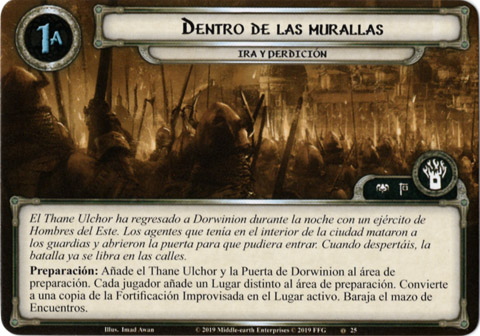 1A
DENTRO DE LAS MURALLAS
IRA Y PERDICIÓN
El Thane Ulchor ha regresado a Dorwinion durante la noche con un ejército de
Hombres del Este. Los agentes que tenía en el interior de la ciudad mataron a
los guardias y abrieron la puerta para que pudiera entrar. Cuando despertáis, la
batalla ya se libra en las calles.
Preparación: Añade el Thane Ulchor y la Puerta de Dorwinion al área de
preparación. Cada jugador añade un Lugar distinto al área de preparación. Convierte
a una copia de la Fortificación Improvisada en el Lugar activo. Baraja el mazo de
Encuentros.
Illus. Imad Awan © 2019 Middle-earth Enterprises © 2019 FFG 25